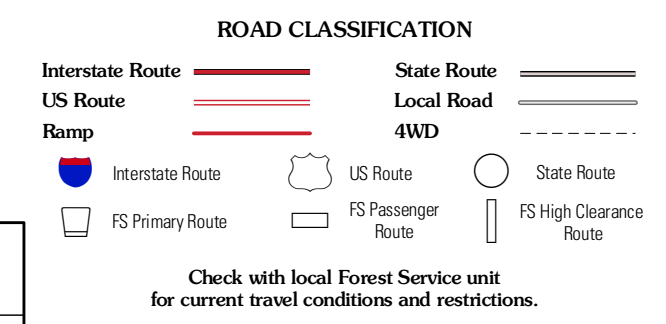 ROAD CLASSIFICATION
Interstate Route
State Route
US Route
Local Road
Ramp
4WD
Interstate Route
US Route
State Route
FS Primary Route
FS Passenger
Route
FS High Clearance
Route
Check with local Forest Service unit
for current travel conditions and restrictions.